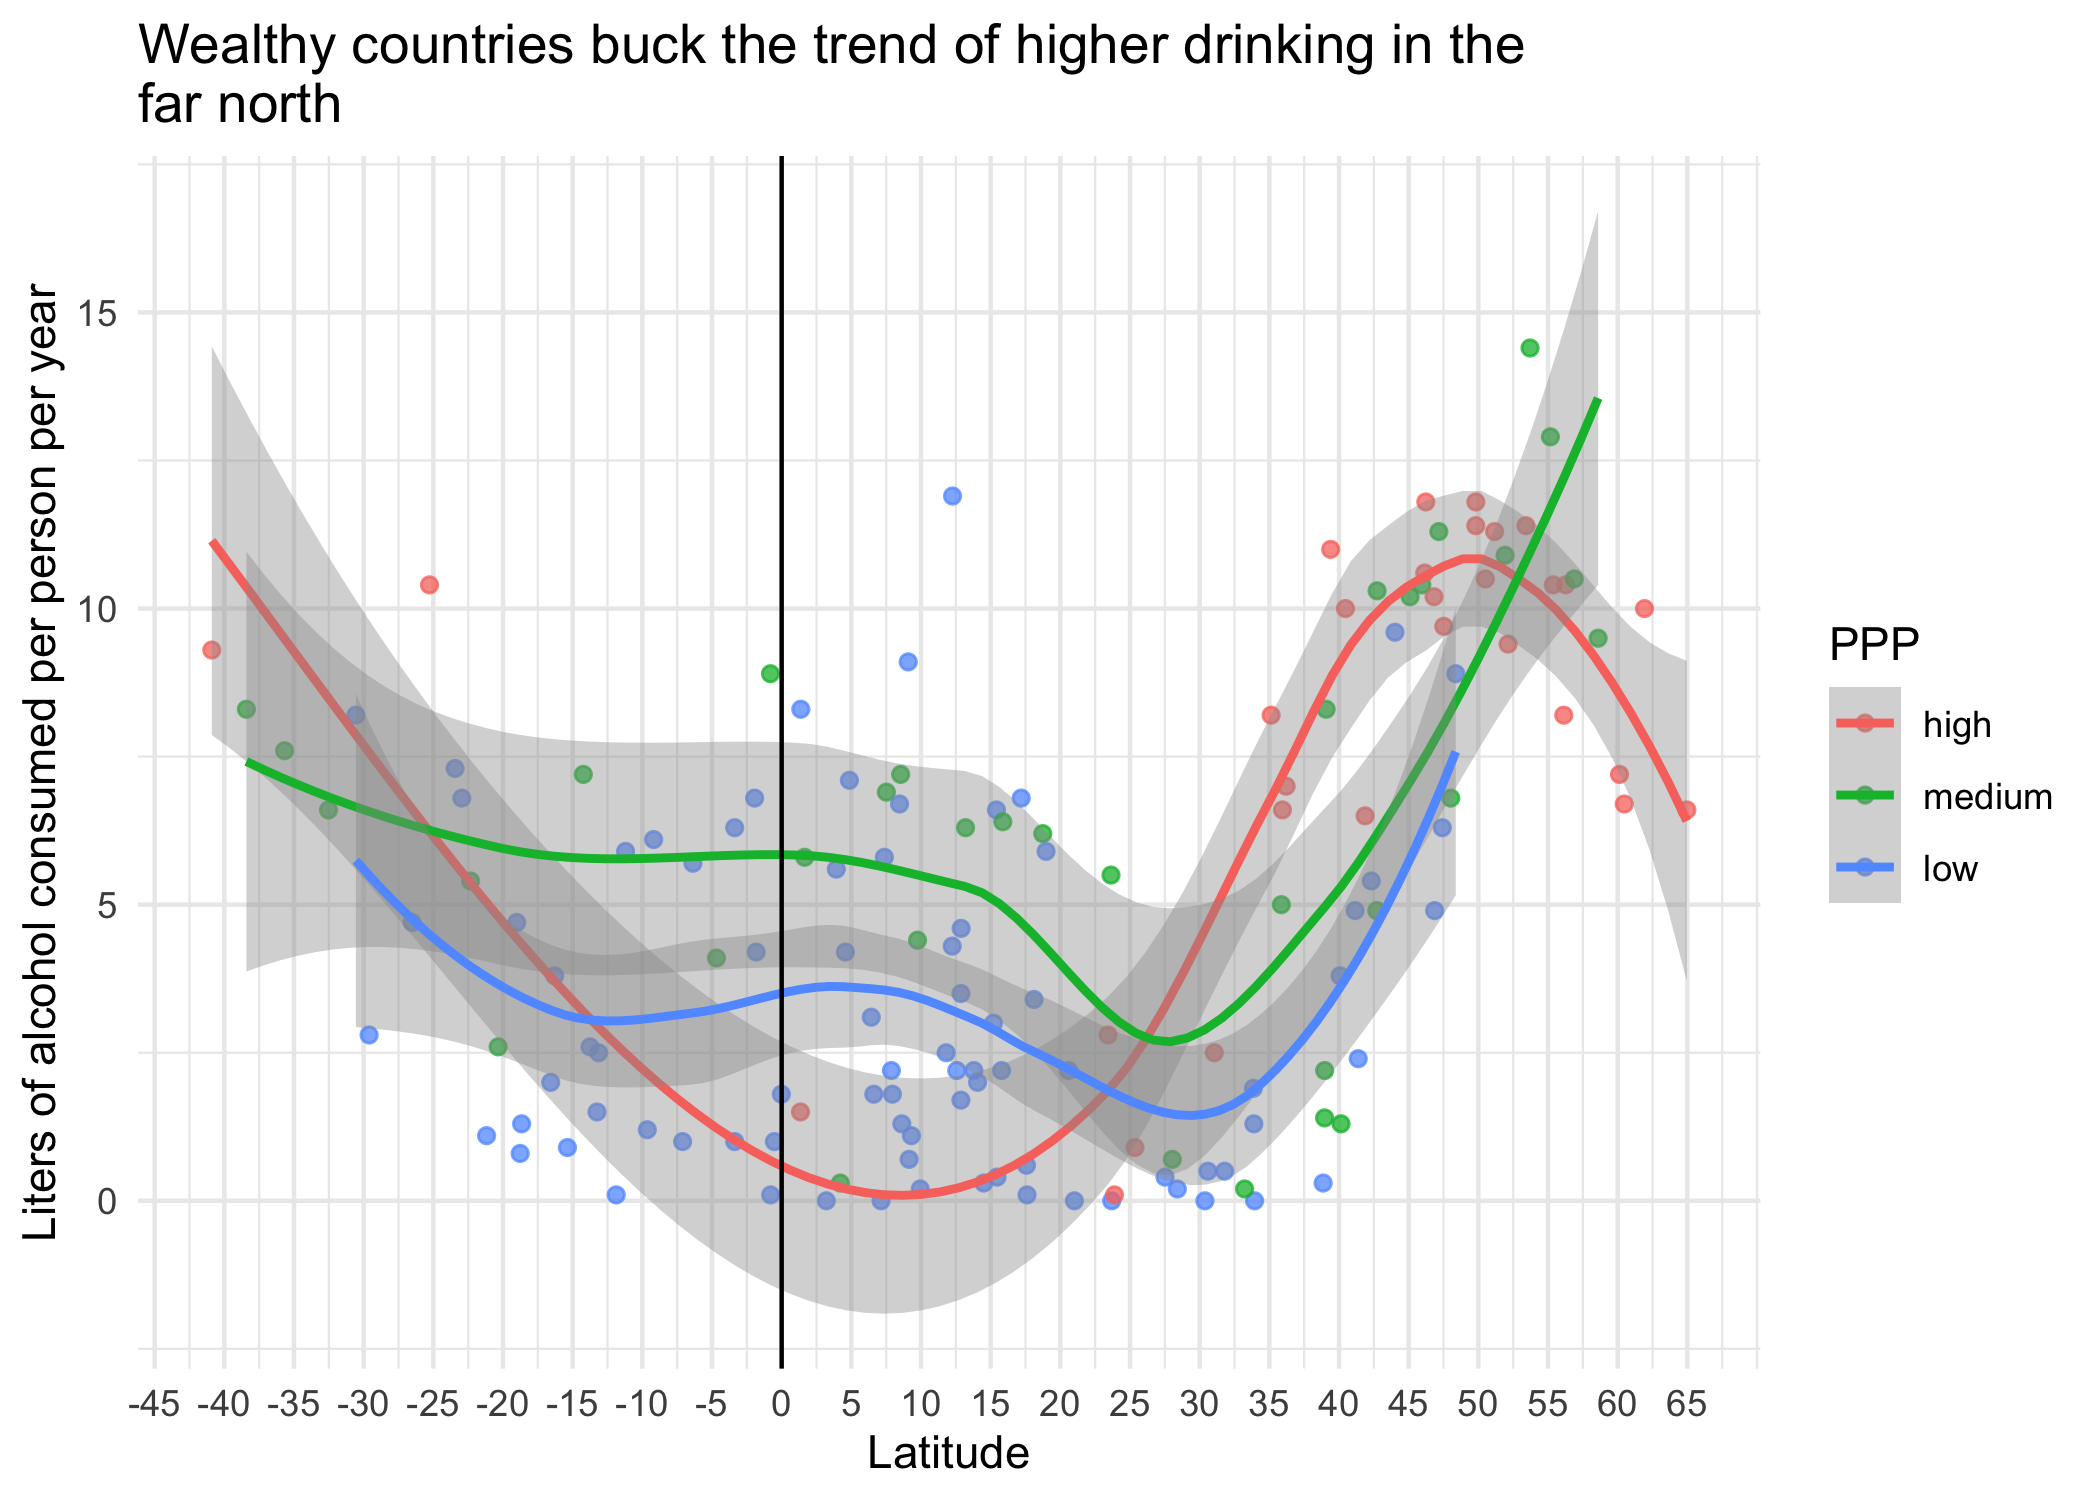 Wealthy countries buck the trend of higher drinking in the
far north
Liters of alcohol consumed per person per year
15
10
5
0
-45 -40 -35 -30 -25 -20 -15 -10 -5 0 5 10 15 20 25 30 35 40 45 50 55 60 65
Latitude
PPP
high
medium
low